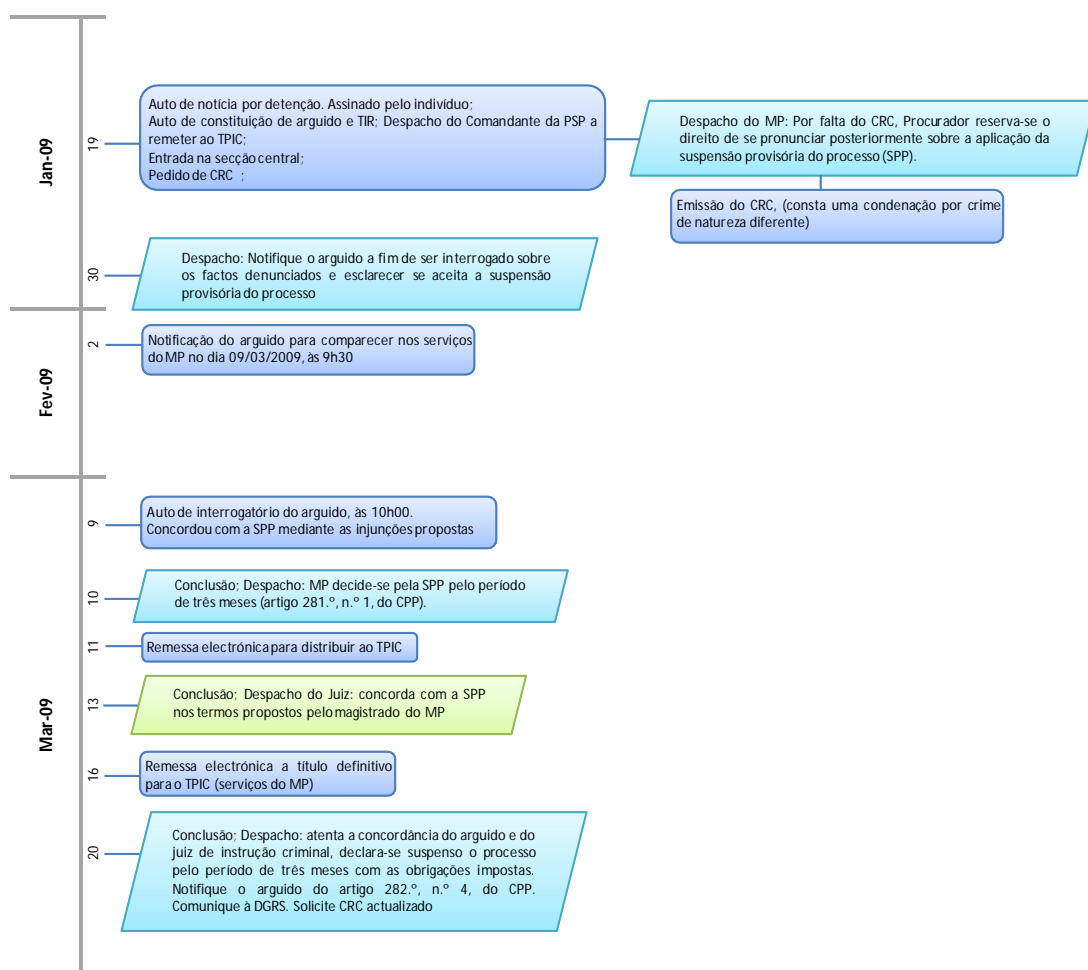 Jan-09
19
Auto de notícia por detenção. Assinado pelo indivíduo;
Auto de constituição de arguido e TIR; Despacho do Comandante da PSP a
remeter ao TPIC;
Entrada na secção central;
Pedido de CRC ;
Despacho do MP: Por falta do CRC, Procurador reserva-se o
direito de se pronunciar posteriormente sobre a aplicação da
suspensão provisória do processo (SPP).
Emissão do CRC, (consta uma condenação por crime
de natureza diferente)
30
Despacho: Notifique o arguido a fim de ser interrogado sobre
os factos denunciados e esclarecer se aceita a suspensão
provisória do processo
Fev-09
2
Notificação do arguido para comparecer nos serviços
do MP no dia 09/03/2009, às 9h30
Mar-09
9
Auto de interrogatório do arguido, às 10h00.
Concordou com a SPP mediante as injunções propostas
10
Conclusão; Despacho: MP decide-se pela SPP pelo período
de três meses (artigo 281.º, n.º 1, do CPP).
11
Remessa electrónica para distribuir ao TPIC
13
Conclusão; Despacho do Juiz: concorda com a SPP
nos termos propostos pelo magistrado do MP
16
Remessa electrónica a título definitivo
para o TPIC (serviços do MP)
20
Conclusão; Despacho: atenta a concordância do arguido e do
juiz de instrução criminal, declara-se suspenso o processo
pelo período de três meses com as obrigações impostas.
Notifique o arguido do artigo 282.º, n.º 4, do CPP.
Comunique à DGRS. Solicite CRC actualizado